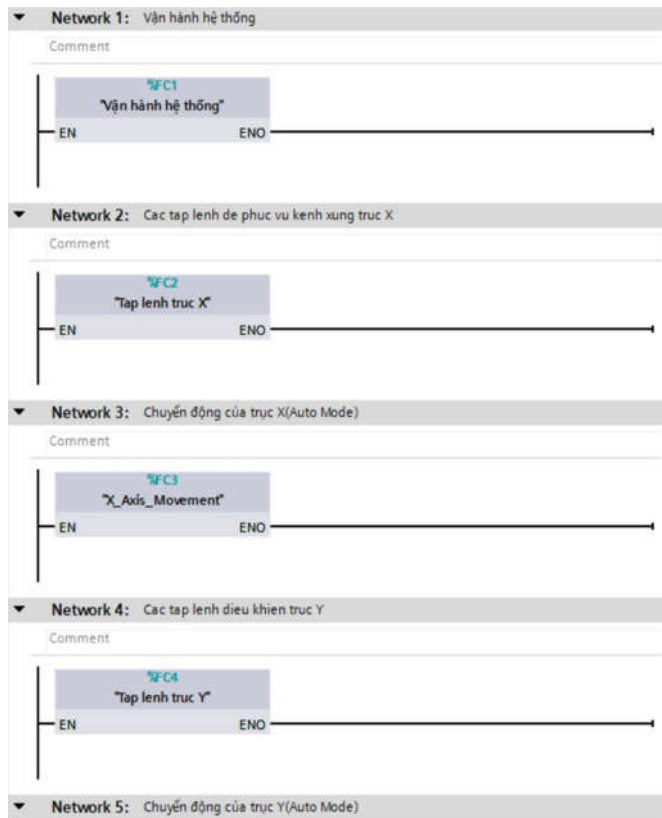 Network 1: Vận hành hệ thống
Comment
%FC1
"Vận hành hệ thống"
EN ENO
Network 2: Cac tap lenh de phuc vu kenh xung truc X
Comment
%FC2
"Tap lenh truc X"
EN ENO
Network 3: Chuyển động của trục X(Auto Mode)
Comment
%FC3
"X_Axis_Movement"
EN ENO
Network 4: Cac tap lenh dieu khien truc Y
Comment
%FC4
"Tap lenh truc Y"
EN ENO
Network 5: Chuyển động của trục Y(Auto Mode)